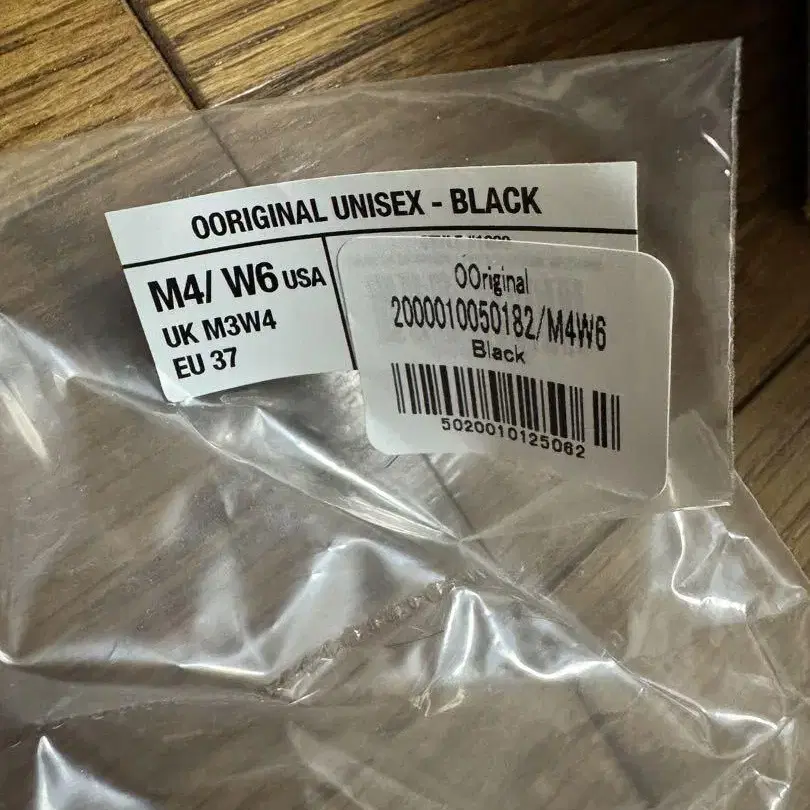 OORIGINAL UNISEX - BLACK
M4/ W6 USA
UK M3W4
EU 37
OOriginal
2000010050182/M4W6
Black
5020010125062